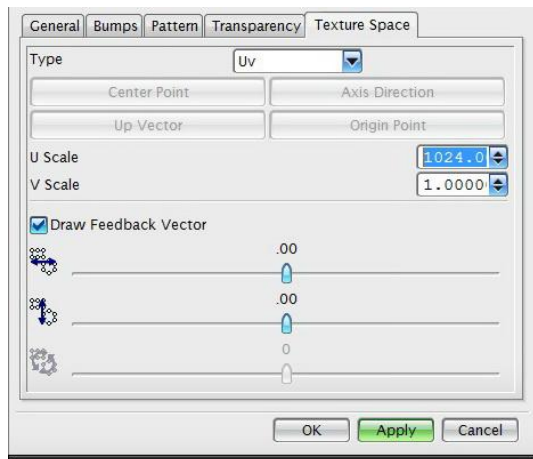 General Bumps Pattern Transparency Texture Space
Type Uv
Center Point Axis Direction
Up Vector Origin Point
U Scale 1024.0
V Scale 1.0000
Draw Feedback Vector
.00
.00
0
OK Apply Cancel